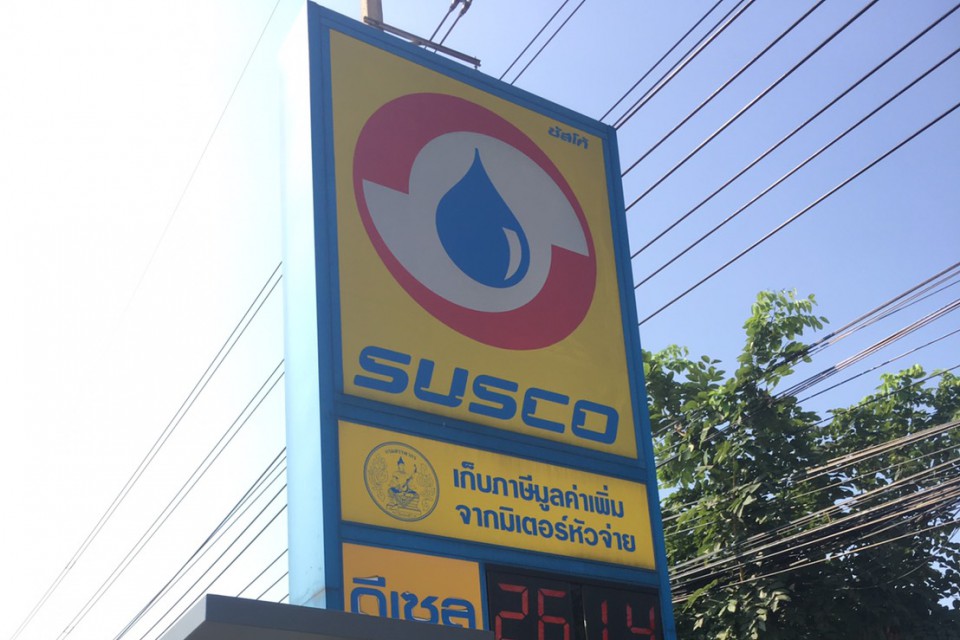 ซัสโก้
SUSCO
เก็บภาษีมูลค่าเพิ่ม
จากมิเตอร์หัวจ่าย
ดีเซล 26.14